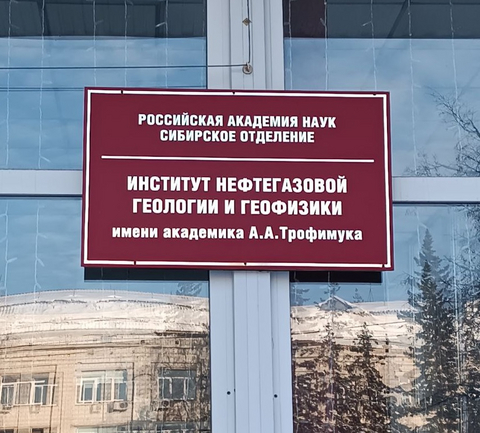 РОССИЙСКАЯ АКАДЕМИЯ НАУК
СИБИРСКОЕ ОТДЕЛЕНИЕ
ИНСТИТУТ НЕФТЕГАЗОВОЙ
ГЕОЛОГИИ И ГЕОФИЗИКИ
имени академика А.А.Трофимука